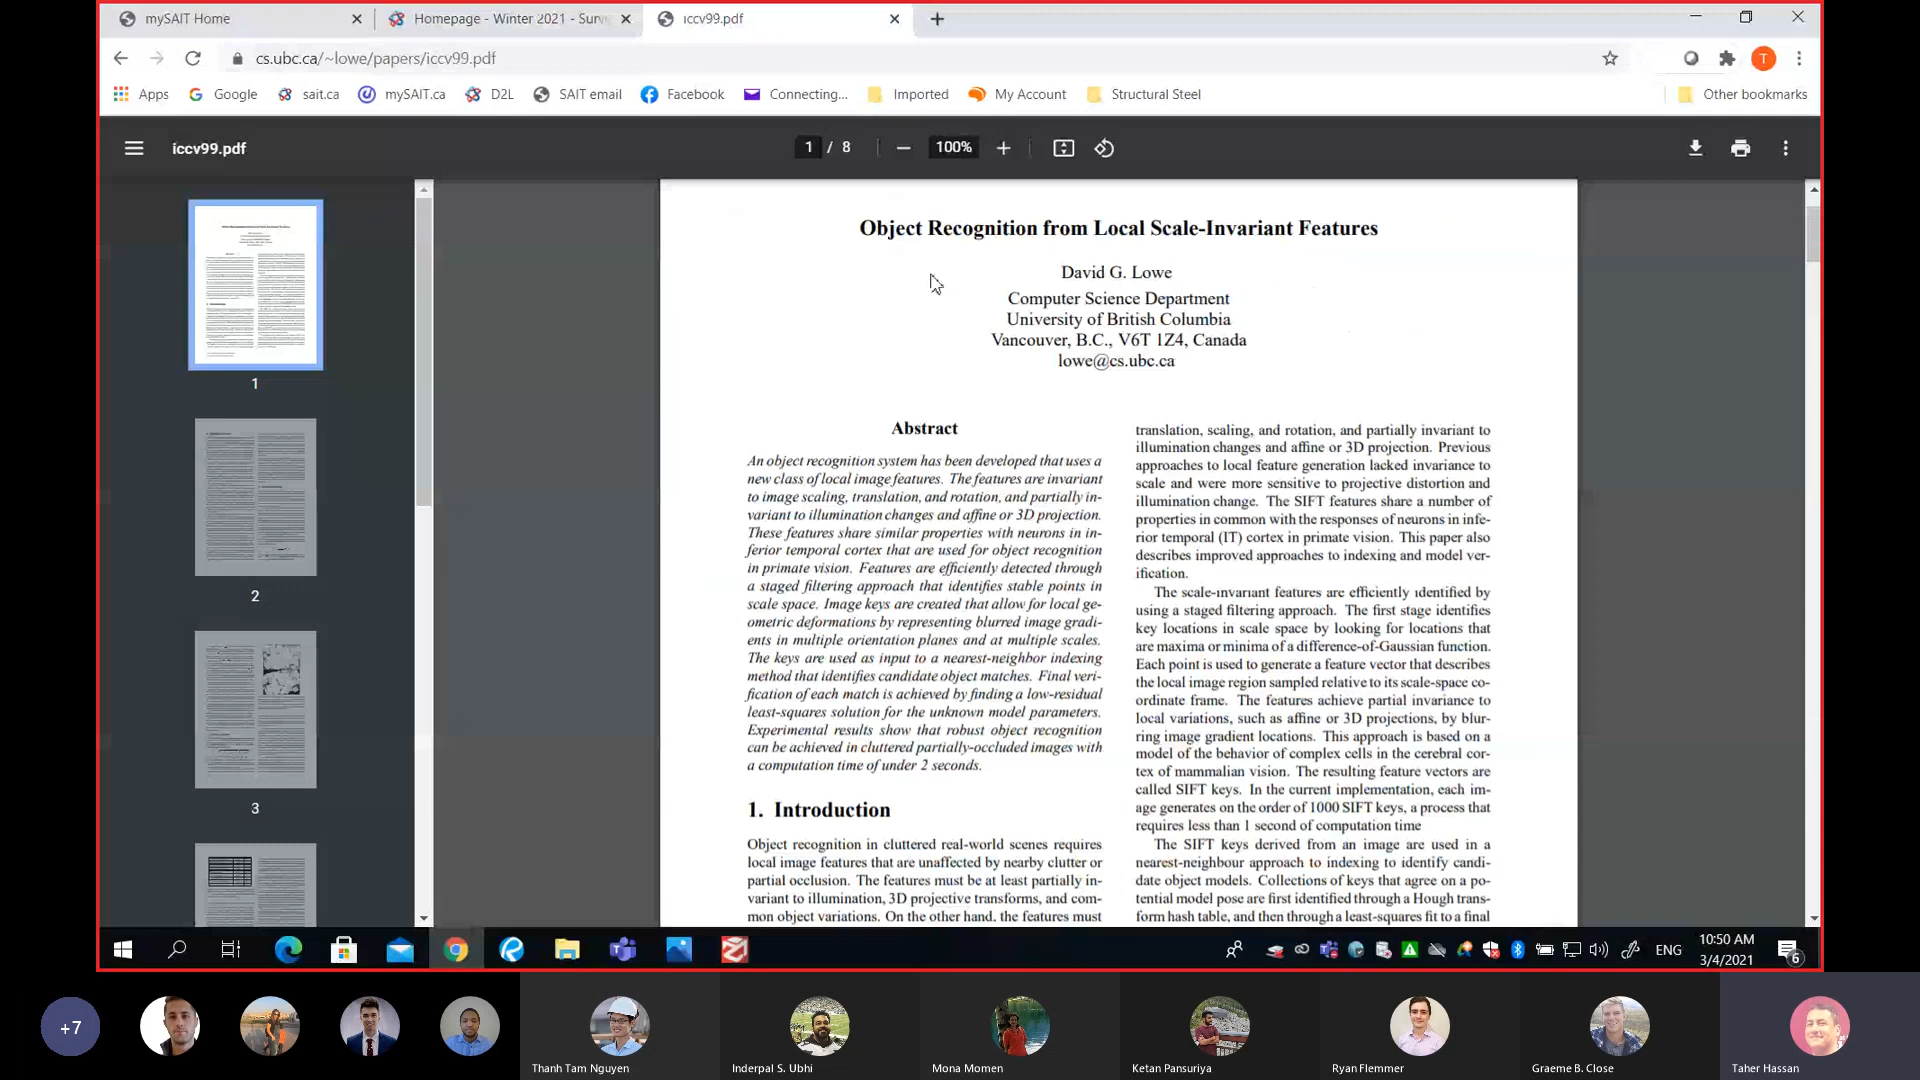 mySAIT Home
Homepage - Winter 2021 - Surv
iccv99.pdf
cs.ubc.ca/~lowe/papers/iccv99.pdf
T
Apps
Google
sait.ca
mySAIT.ca
D2L
SAIT email
Facebook
Connecting...
Imported
My Account
Structural Steel
Other bookmarks
iccv99.pdf
1 / 8
100%
1
2
3
Object Recognition from Local Scale-Invariant Features
David G. Lowe
Computer Science Department
University of British Columbia
Vancouver, B.C., V6T 1Z4, Canada
lowe@cs.ubc.ca
Abstract
An object recognition system has been developed that uses a
new class of local image features. The features are invariant
to image scaling, translation, and rotation, and partially in-
variant to illumination changes and affine or 3D projection.
These features share similar properties with neurons in in-
ferior temporal cortex that are used for object recognition
in primate vision. Features are efficiently detected through
a staged filtering approach that identifies stable points in
scale space. Image keys are created that allow for local ge-
ometric deformations by representing blurred image gradi-
ents in multiple orientation planes and at multiple scales.
The keys are used as input to a nearest-neighbor indexing
method that identifies candidate object matches. Final veri-
fication of each match is achieved by finding a low-residual
least-squares solution for the unknown model parameters.
Experimental results show that robust object recognition
can be achieved in cluttered partially-occluded images with
a computation time of under 2 seconds.
1. Introduction
Object recognition in cluttered real-world scenes requires
local image features that are unaffected by nearby clutter or
partial occlusion. The features must be at least partially in-
variant to illumination, 3D projective transforms, and com-
mon object variations. On the other hand, the features must
translation, scaling, and rotation, and partially invariant to
illumination changes and affine or 3D projection. Previous
approaches to local feature generation lacked invariance to
scale and were more sensitive to projective distortion and
illumination change. The SIFT features share a number of
properties in common with the responses of neurons in infe-
rior temporal (IT) cortex in primate vision. This paper also
describes improved approaches to indexing and model ver-
ification.
The scale-invariant features are efficiently identified by
using a staged filtering approach. The first stage identifies
key locations in scale space by looking for locations that
are maxima or minima of a difference-of-Gaussian function.
Each point is used to generate a feature vector that describes
the local image region sampled relative to its scale-space co-
ordinate frame. The features achieve partial invariance to
local variations, such as affine or 3D projections, by blur-
ring image gradient locations. This approach is based on a
model of the behavior of complex cells in the cerebral cor-
tex of mammalian vision. The resulting feature vectors are
called SIFT keys. In the current implementation, each im-
age generates on the order of 1000 SIFT keys, a process that
requires less than 1 second of computation time
The SIFT keys derived from an image are used in a
nearest-neighbour approach to indexing to identify candi-
date object models. Collections of keys that agree on a po-
tential model pose are first identified through a Hough trans-
form hash table, and then through a least-squares fit to a final
ENG
10:50 AM
3/4/2021
6
+7
Thanh Tam Nguyen
Inderpal S. Ubhi
Mona Momen
Ketan Pansuriya
Ryan Flemmer
Graeme B. Close
Taher Hassan